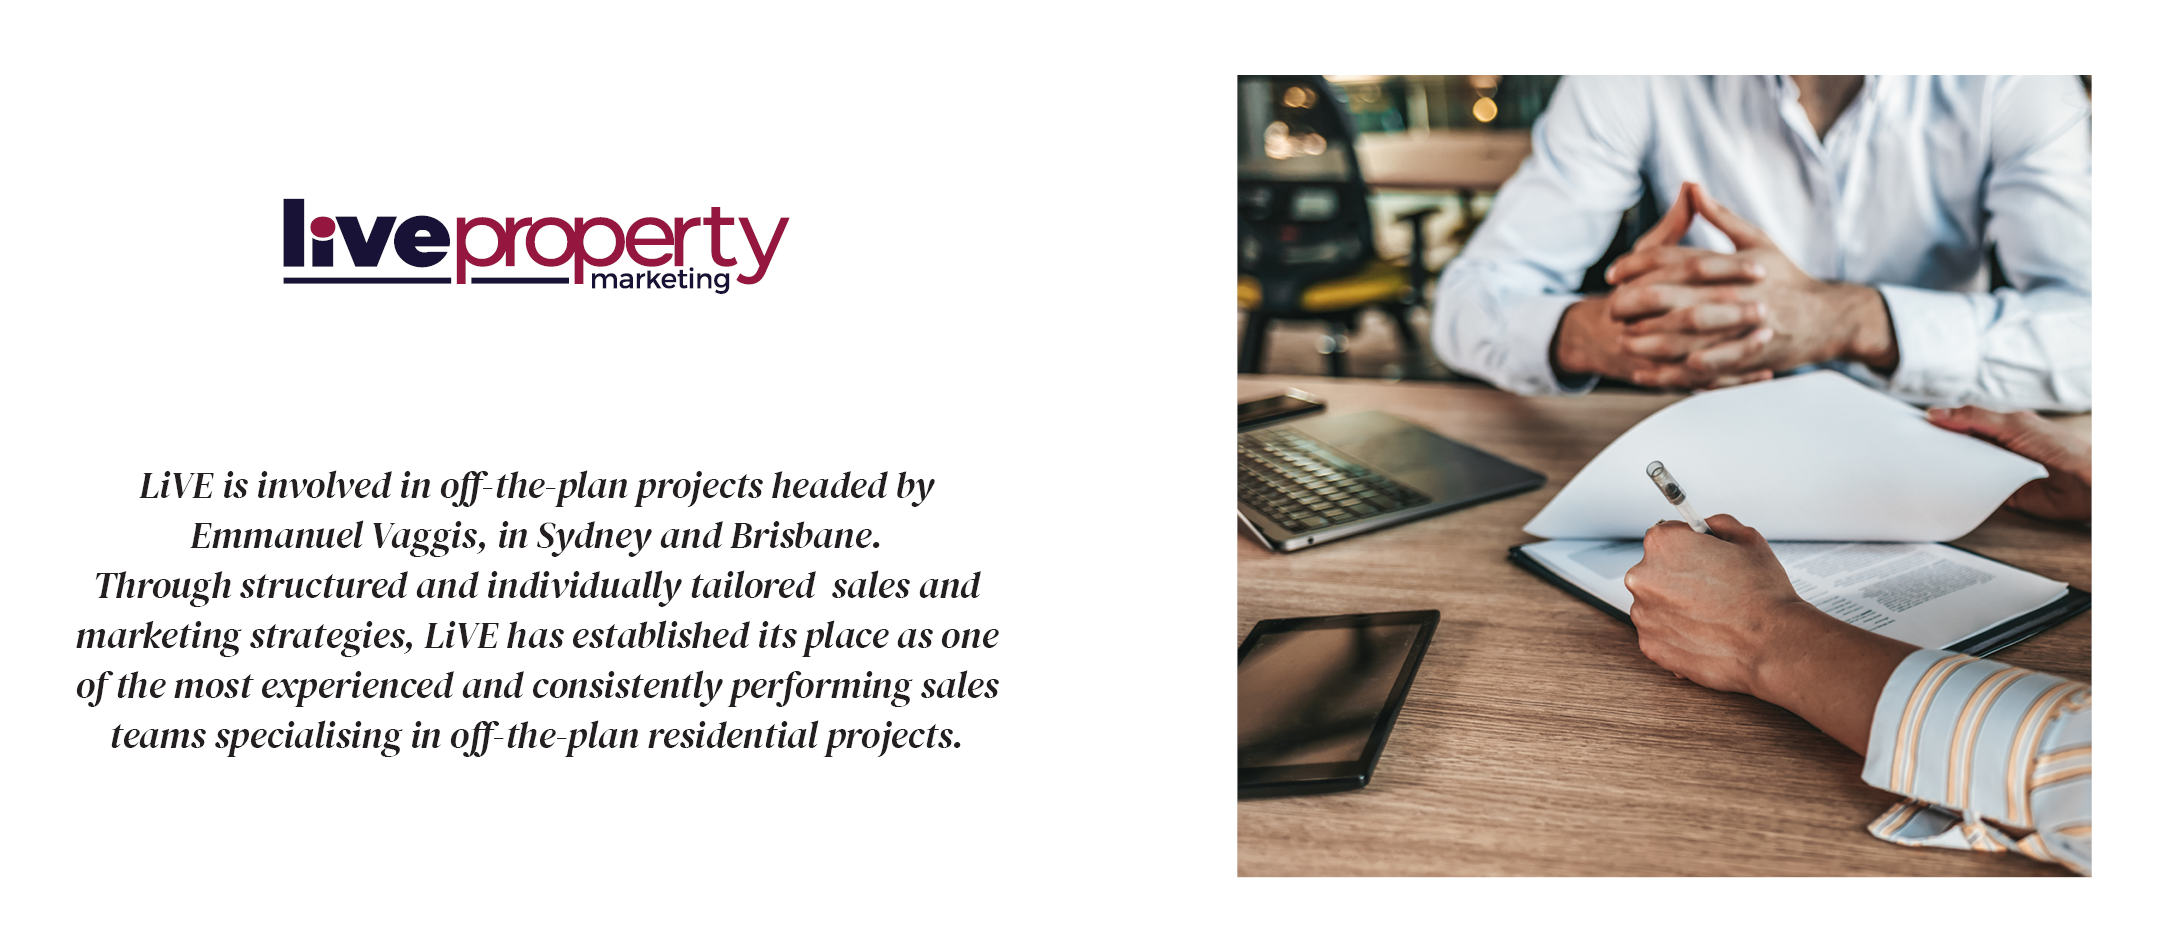 liveproperty
marketing
LiVE is involved in off-the-plan projects headed by
Emmanuel Vaggis, in Sydney and Brisbane.
Through structured and individually tailored  sales and
marketing strategies, LiVE has established its place as one
of the most experienced and consistently performing sales
teams specialising in off-the-plan residential projects.